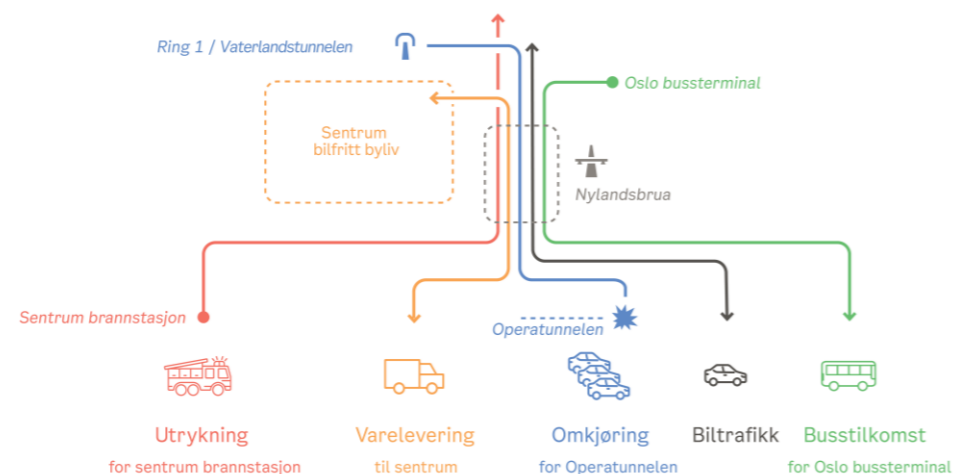 Ring 1 / Vaterlandstunnelen
Oslo bussterminal
Sentrum
bilfritt byliv
Nylandsbrua
Sentrum brannstasjon
Operatunnelen
Utrykning
for sentrum brannstasjon
Varelevering
til sentrum
Omkjøring
for Operatunnelen
Biltrafikk
Busstilkomst
for Oslo bussterminal